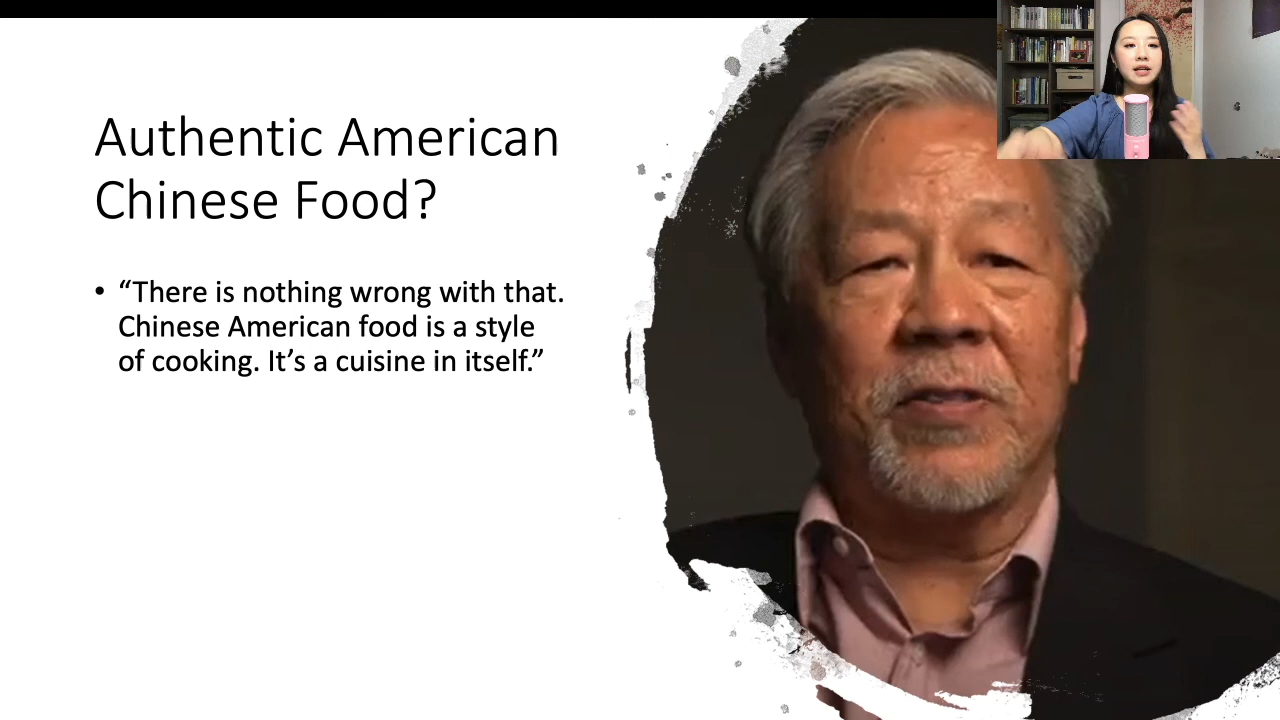 Authentic American
Chinese Food?
• “There is nothing wrong with that.
Chinese American food is a style
of cooking. It’s a cuisine in itself.”